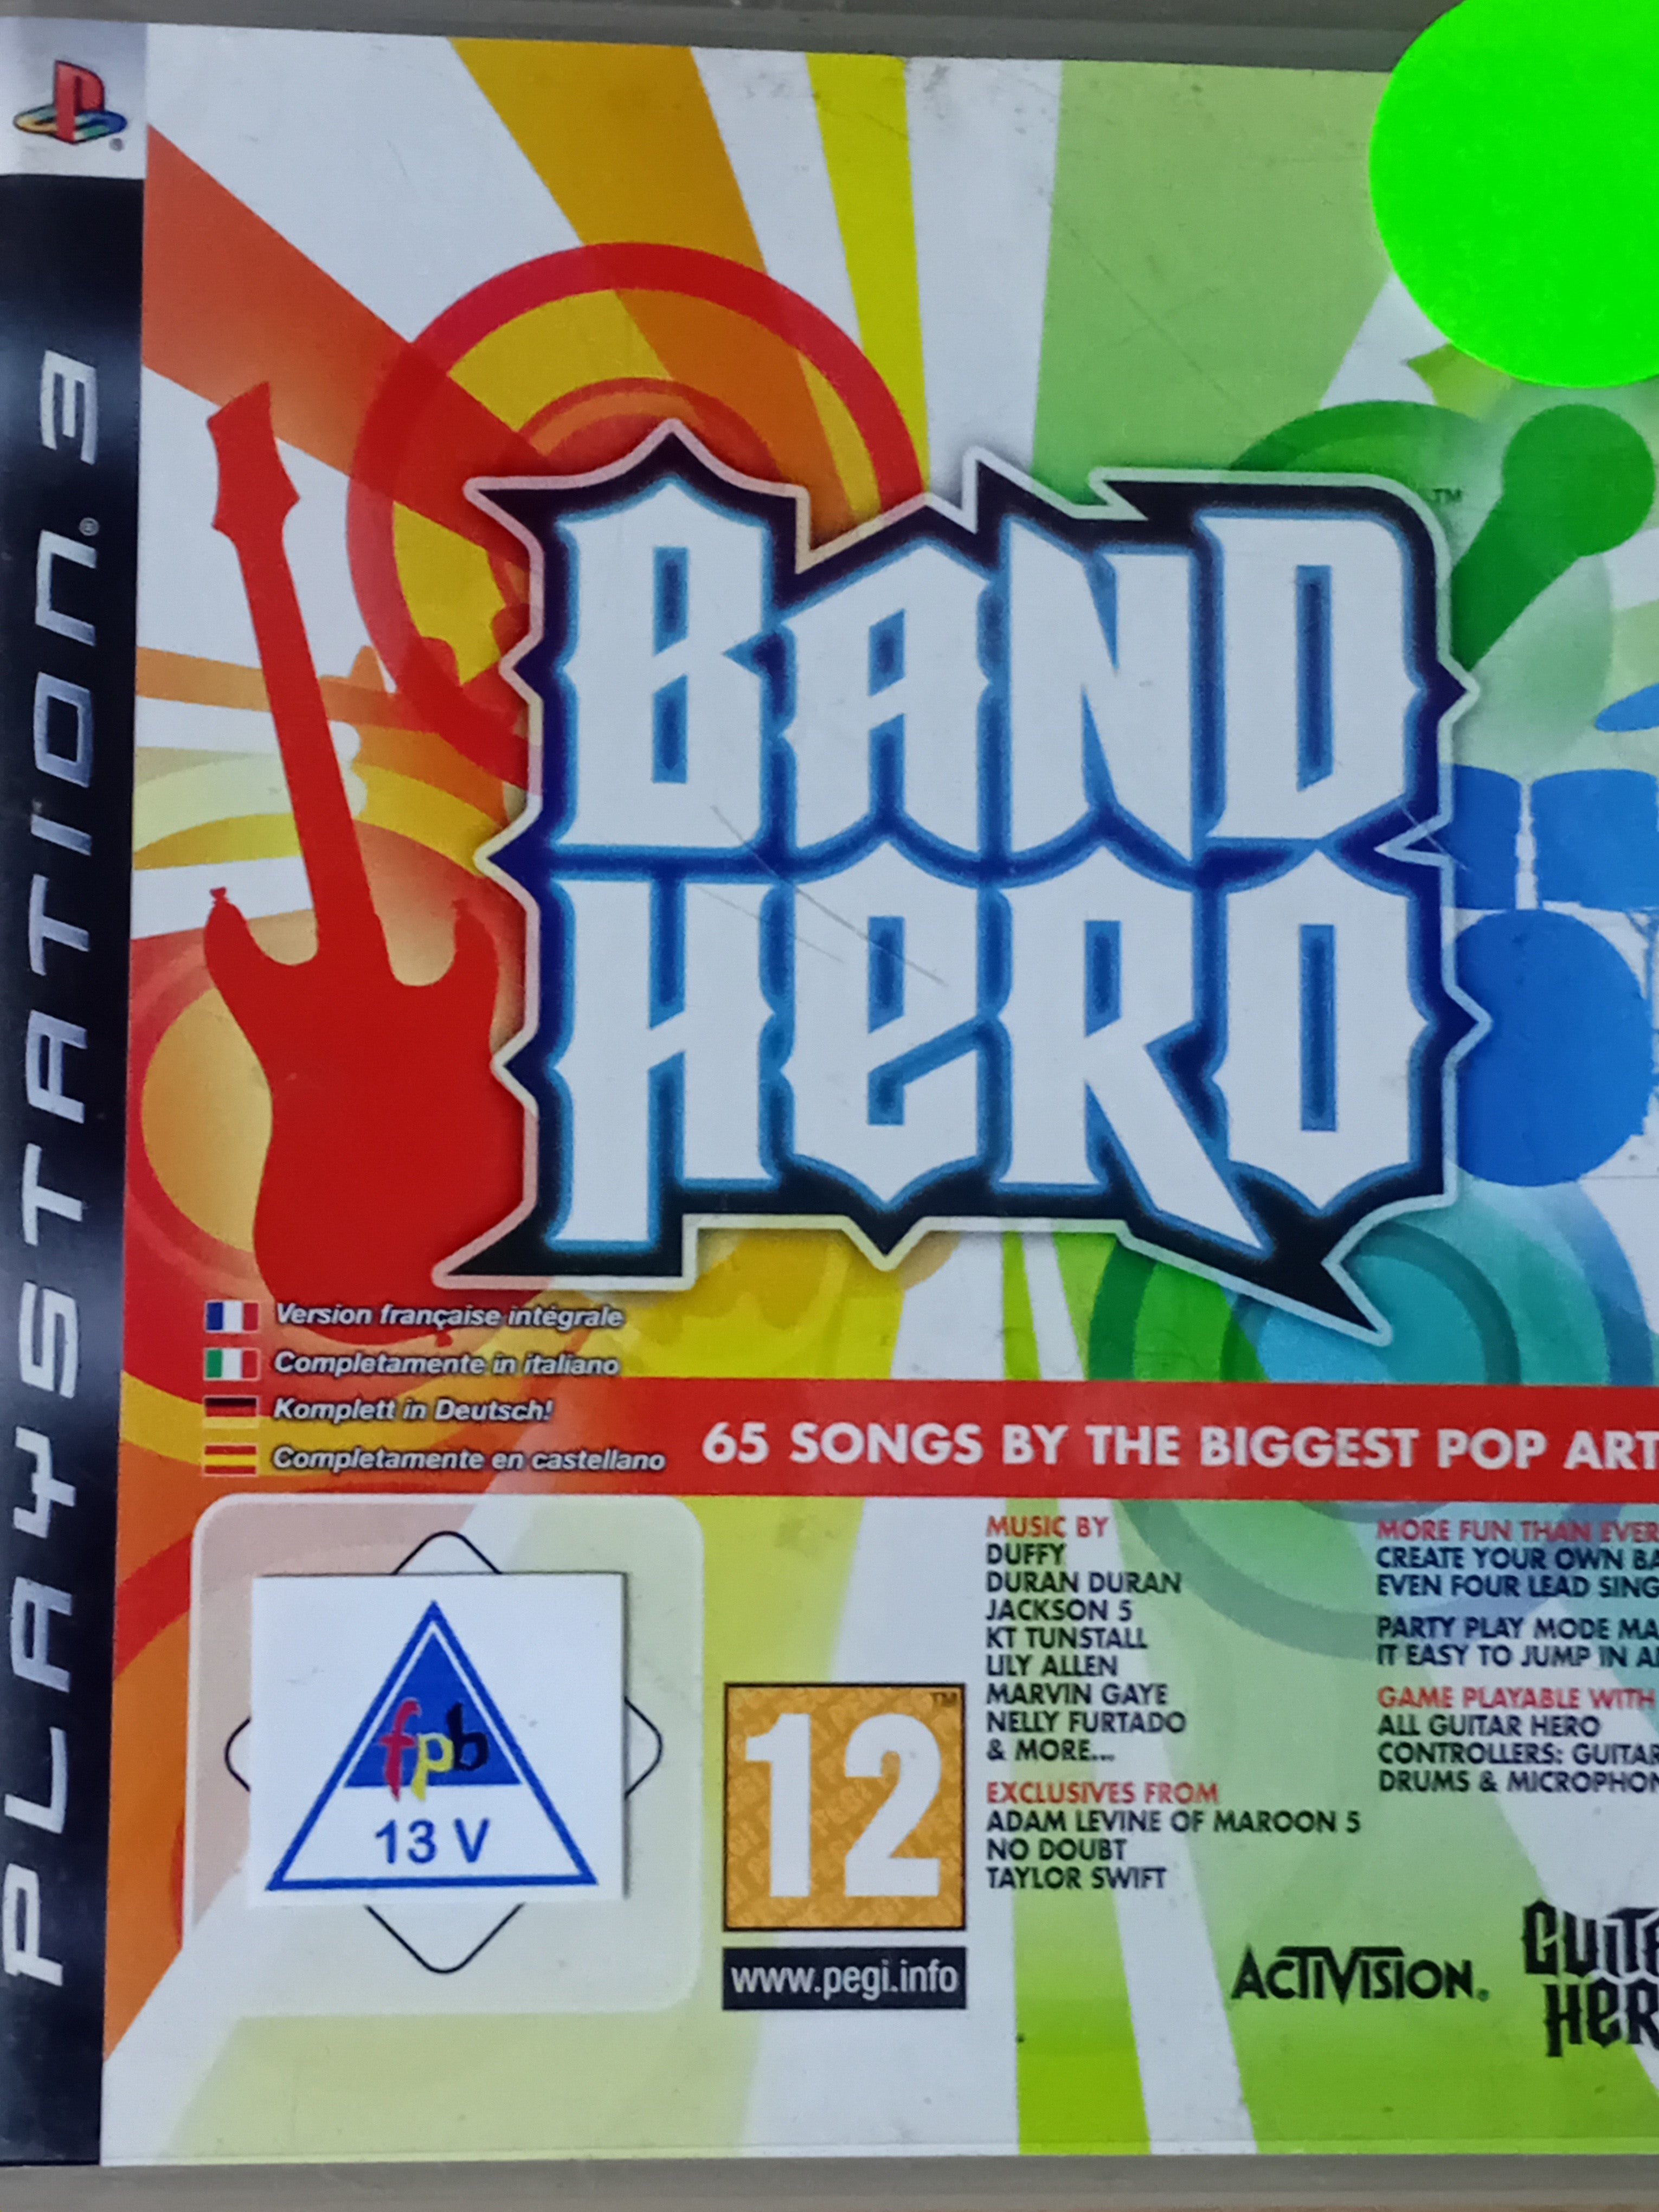 PLAYSTATION 3
BAND
HERO
Version française intégrale
Completamente in italiano
Komplett in Deutsch!
Completamente en castellano
65 SONGS BY THE BIGGEST POP ART
MUSIC BY
DUFFY
DURAN DURAN
JACKSON 5
KT TUNSTALL
LILY ALLEN
MARVIN GAYE
NELLY FURTADO
& MORE...
EXCLUSIVES FROM
ADAM LEVINE OF MAROON 5
NO DOUBT
TAYLOR SWIFT
MORE FUN THAN EVER
CREATE YOUR OWN BA
EVEN FOUR LEAD SING
PARTY PLAY MODE MA
IT EASY TO JUMP IN A
GAME PLAYABLE WITH
ALL GUITAR HERO
CONTROLLERS: GUITAR
DRUMS & MICROPHON
fpb
13 V
12
www.pegi.info
ACTIVISION
GUIT
HER